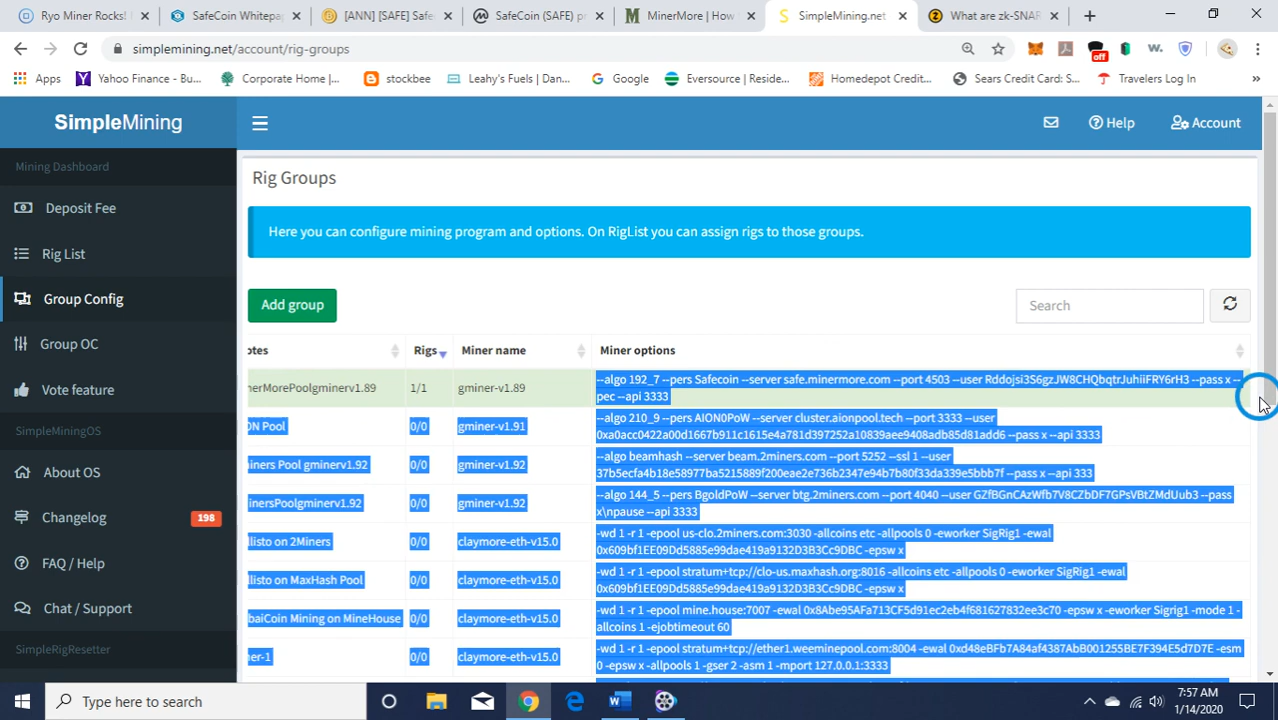 Ryo Miner Rocks!
SafeCoin Whitepap
[ANN] [SAFE] Safe
SafeCoin (SAFE) pr
MinerMore | How
SimpleMining.net
What are zk-SNAR
simplemining.net/account/rig-groups
off
w.
Apps
Yahoo Finance - Bu...
Corporate Home |...
stockbee
Leahy's Fuels | Dan...
Google
Eversource | Reside...
Homedepot Credit...
Sears Credit Card: S...
Travelers Log In
SimpleMining
Help
Account
Mining Dashboard
Deposit Fee
Rig List
Group Config
Group OC
Vote feature
SimpleMiningOS
About OS
Changelog
198
FAQ / Help
Chat / Support
SimpleRigResetter
Rig Groups
Here you can configure mining program and options. On RigList you can assign rigs to those groups.
Add group
Search
otes
Rigs
Miner name
Miner options
nerMorePoolgminerv1.89
1/1
gminer-v1.89
--algo 192_7 --pers Safecoin --server safe.minermore.com --port 4503 --user Rddojsi3S6gzJW8CHQbqtrJuhiiFRY6rH3 --pass x --
pec --api 3333
ON Pool
0/0
gminer-v1.91
--algo 210_9 --pers AION0PoW --server cluster.aionpool.tech --port 3333 --user
0xa0acc0422a00d1667b911c1615e4a781d397252a10839aee9408adb85d81add6 --pass x --api 3333
iners Pool gminerv1.92
0/0
gminer-v1.92
--algo beamhash --server beam.2miners.com --port 5252 --ssl 1 --user
37b5ecfa4b18e58977ba5215889f200eae2e736b2347e94b7b80f33da339e5bbb7f --pass x --api 333
inersPoolgminerv1.92
0/0
gminer-v1.92
--algo 144_5 --pers BgoldPoW --server btg.2miners.com --port 4040 --user GZfBGnCAzWfb7V8CZbDF7GPsVBtZMdUub3 --pass
x\npause --api 3333
llisto on 2Miners
0/0
claymore-eth-v15.0
-wd 1 -r 1 -epool us-clo.2miners.com:3030 -allcoins etc -allpools 0 -eworker SigRig1 -ewal
0x609bf1EE09Dd5885e99dae419a9132D3B3Cc9DBC -epsw x
llisto on MaxHash Pool
0/0
claymore-eth-v15.0
-wd 1 -r 1 -epool stratum+tcp://clo-us.maxhash.org:8016 -allcoins etc -allpools 0 -eworker SigRig1 -ewal
0x609bf1EE09Dd5885e99dae419a9132D3B3Cc9DBC -epsw x
baiCoin Mining on MineHouse
0/0
claymore-eth-v15.0
-wd 1 -r 1 -epool mine.house:7007 -ewal 0x8Abe95AFa713CF5d91ec2eb4f681627832ee3c70 -epsw x -eworker Sigrig1 -mode 1 -
allcoins 1 -ejobtimeout 60
her-1
0/0
claymore-eth-v15.0
-wd 1 -r 1 -epool stratum+tcp://ether1.weeminepool.com:8004 -ewal 0xd48eBFb7A84af4387AbB001255BE7F394E5d7D7E -esm
0 -epsw x -allpools 1 -gser 2 -asm 1 -mport 127.0.0.1:3333
Type here to search
7:57 AM
1/14/2020